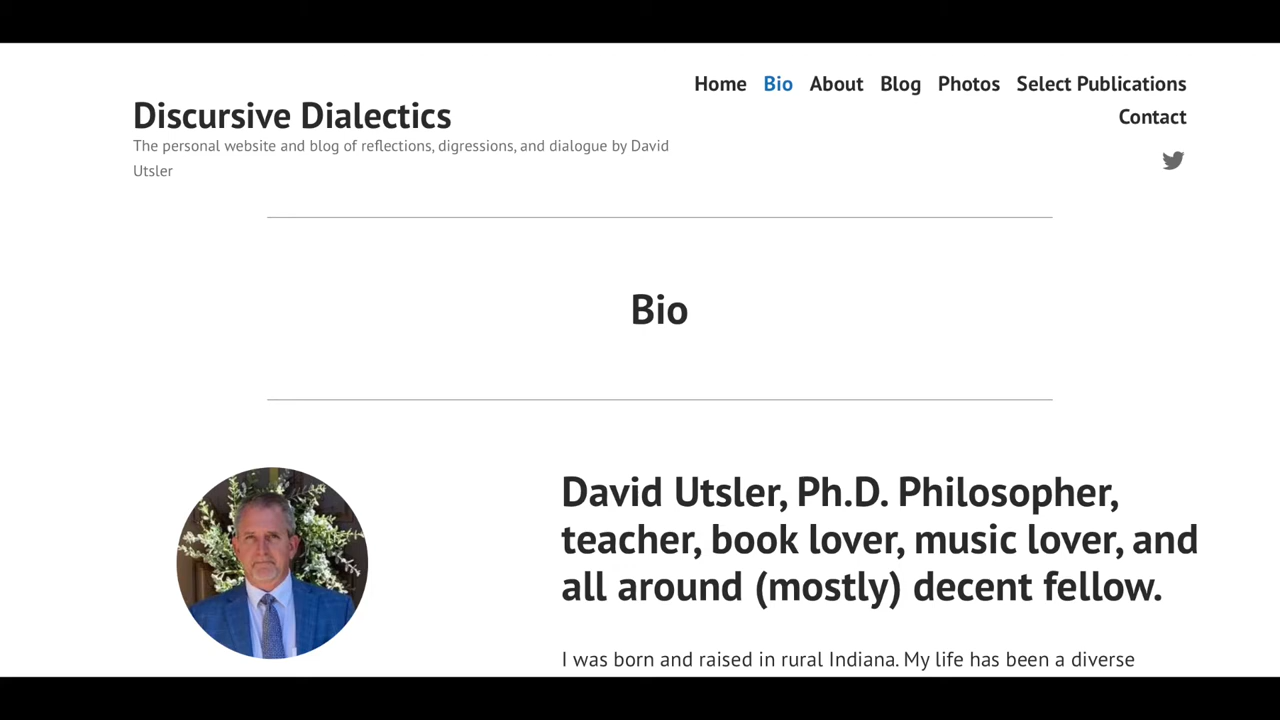 Home Bio About Blog Photos Select Publications
Contact
Discursive Dialectics
The personal website and blog of reflections, digressions, and dialogue by David
Utsler
Bio
David Utsler, Ph.D. Philosopher,
teacher, book lover, music lover, and
all around (mostly) decent fellow.
I was born and raised in rural Indiana. My life has been a diverse